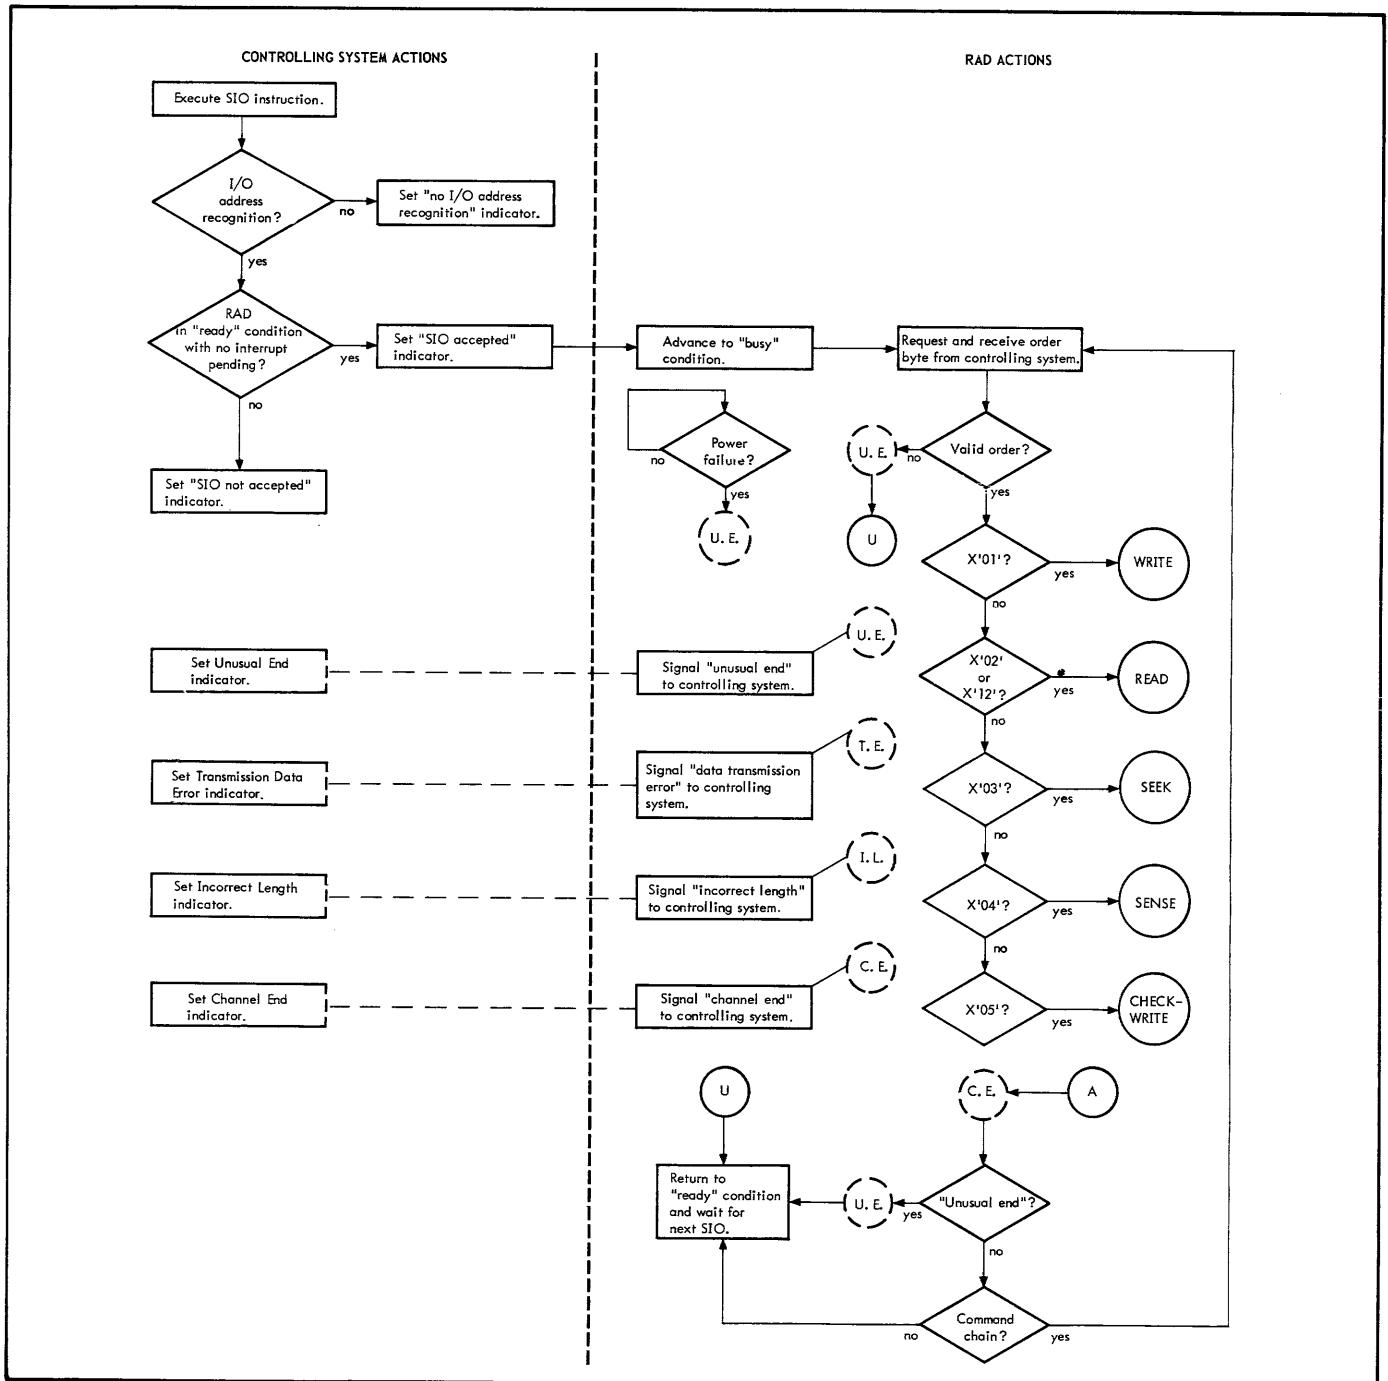 CONTROLLING SYSTEM ACTIONS
RAD ACTIONS
Execute SIO instruction.
I/O
address
recognition?
no
Set "no I/O address
recognition" indicator.
yes
RAD
in "ready" condition
with no interrupt
pending?
yes
Set "SIO accepted"
indicator.
Advance to "busy"
condition.
Request and receive order
byte from controlling system.
no
Set "SIO not accepted"
indicator.
Power
failure?
no
yes
U. E.
Valid order?
no
U. E.
U
yes
X'01'?
yes
WRITE
no
X'02'
or
X'12'?
yes
READ
no
X'03'?
yes
SEEK
no
X'04'?
yes
SENSE
no
X'05'?
yes
CHECK-
WRITE
Set Unusual End
indicator.
Signal "unusual end"
to controlling system.
U. E.
Set Transmission Data
Error indicator.
Signal "data transmission
error" to controlling
system.
T. E.
Set Incorrect Length
indicator.
Signal "incorrect length"
to controlling system.
I. L.
Set Channel End
indicator.
Signal "channel end"
to controlling system.
C. E.
U
C. E.
A
Return to
"ready" condition
and wait for
next SIO.
U. E.
yes
"Unusual end"?
no
Command
chain?
no
yes